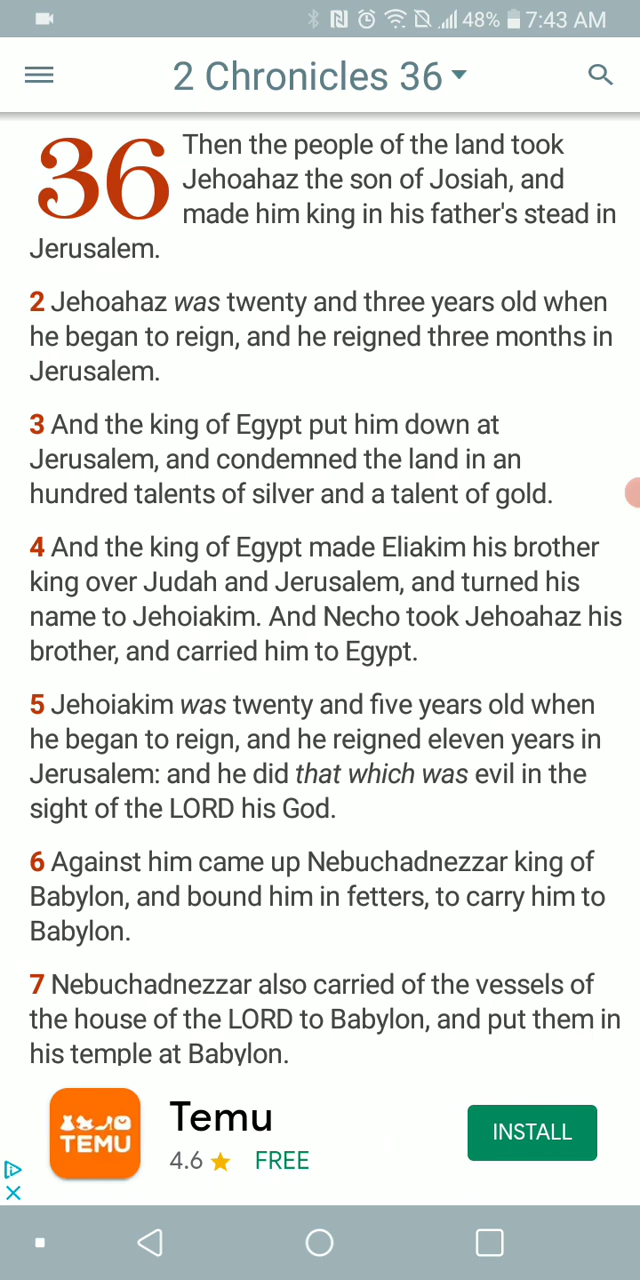 48% 7:43 AM
2 Chronicles 36
36 Then the people of the land took
Jehoahaz the son of Josiah, and
made him king in his father's stead in
Jerusalem.
2 Jehoahaz was twenty and three years old when
he began to reign, and he reigned three months in
Jerusalem.
3 And the king of Egypt put him down at
Jerusalem, and condemned the land in an
hundred talents of silver and a talent of gold.
4 And the king of Egypt made Eliakim his brother
king over Judah and Jerusalem, and turned his
name to Jehoiakim. And Necho took Jehoahaz his
brother, and carried him to Egypt.
5 Jehoiakim was twenty and five years old when
he began to reign, and he reigned eleven years in
Jerusalem: and he did that which was evil in the
sight of the LORD his God.
6 Against him came up Nebuchadnezzar king of
Babylon, and bound him in fetters, to carry him to
Babylon.
7 Nebuchadnezzar also carried of the vessels of
the house of the LORD to Babylon, and put them in
his temple at Babylon.
TEMU
Temu
4.6 ★ FREE
INSTALL